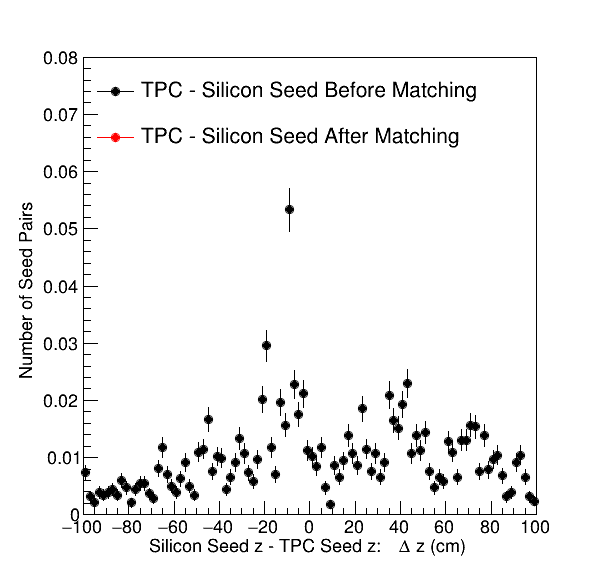 0.08
TPC - Silicon Seed Before Matching
0.07
TPC - Silicon Seed After Matching
0.06
0.05
0.04
0.03
0.02
0.01
0
Number of Seed Pairs
−100 −80 −60 −40 −20 0 20 40 60 80 100
Silicon Seed z - TPC Seed z: Δ z (cm)